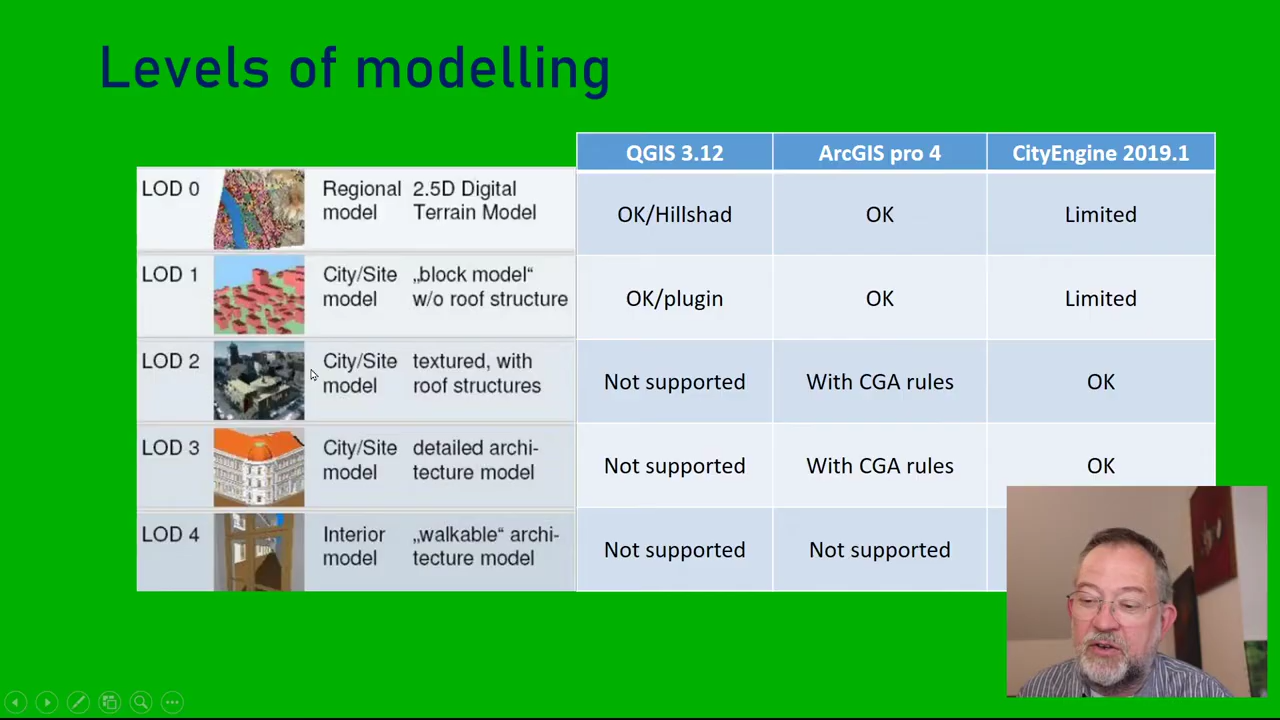 Levels of modelling
QGIS 3.12 ArcGIS pro 4 CityEngine 2019.1
LOD 0 Regional model 2.5D Digital Terrain Model OK/Hillshad OK Limited
LOD 1 City/Site model „block model“ w/o roof structure OK/plugin OK Limited
LOD 2 City/Site model textured, with roof structures Not supported With CGA rules OK
LOD 3 City/Site model detailed archi- tecture model Not supported With CGA rules OK
LOD 4 Interior model „walkable“ archi- tecture model Not supported Not supported